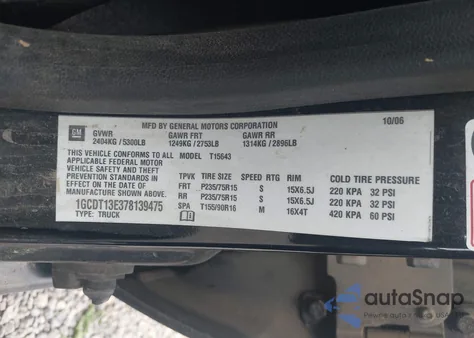 MFD BY GENERAL MOTORS CORPORATION
10/06
GM GVWR GAWR FRT GAWR RR
2404KG / 5300LB 1249KG / 2753LB 1314KG / 2896LB
THIS VEHICLE CONFORMS TO ALL
APPLICABLE FEDERAL MOTOR
VEHICLE SAFETY AND THEFT
PREVENTION STANDARDS
IN EFFECT ON THE DATE OF
MANUFACTURE SHOWN ABOVE.
1GCDT13E378139475
TYPE: TRUCK
MODEL: T15643
TPVK TIRE SIZE SPEED RTG RIM COLD TIRE PRESSURE
FRT P235/75R15 S 15X6.5J 220 KPA 32 PSI
RR P235/75R15 S 15X6.5J 220 KPA 32 PSI
SPA T155/90R16 M 16X4T 420 KPA 60 PSI
autoSnap